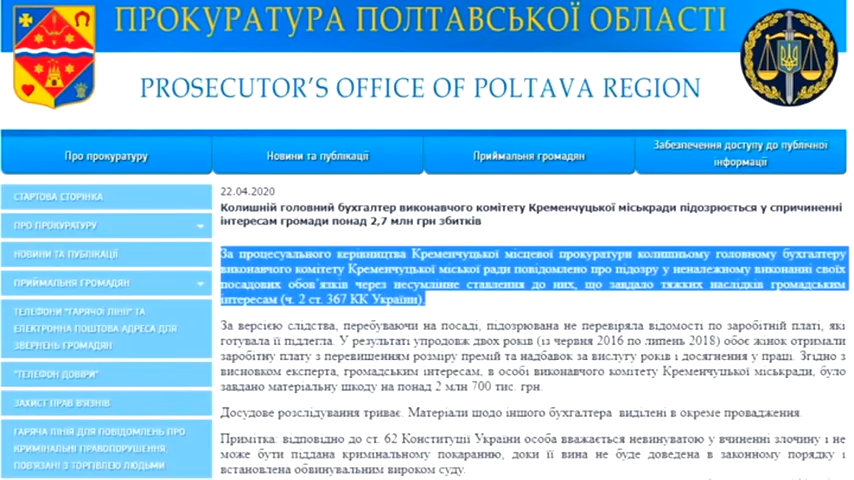 ПРОКУРАТУРА ПОЛТАВСЬКОЇ ОБЛАСТІ
PROSECUTOR'S OFFICE OF POLTAVA REGION
Про прокуратуру
Новини та публікації
Приймальня громадян
Забезпечення доступу до публічної
інформації
СТАРТОВА СТОРІНКА
ПРО ПРОКУРАТУРУ
НОВИНИ ТА ПУБЛІКАЦІЇ
ПРИЙМАЛЬНЯ ГРОМАДЯН
ТЕЛЕФОНИ "ГАРЯЧОЇ ЛІНІЇ" ТА
ЕЛЕКТРОННА ПОШТОВА АДРЕСА ДЛЯ
ЗВЕРНЕНЬ ГРОМАДЯН
"ТЕЛЕФОН ДОВІРИ"
ЗАХИСТ ПРАВ В'ЯЗНІВ
ГАРЯЧА ЛІНІЯ ДЛЯ ПОВІДОМЛЕНЬ ПРО
КРИМІНАЛЬНІ ПРАВОПОРУШЕННЯ,
ПОВ'ЯЗАНІ З ТОРГІВЛЕЮ ЛЮДЬМИ
22.04.2020
Колишній головний бухгалтер виконавчого комітету Кременчуцької міськради підозрюється у спричиненні
інтересам громади понад 2,7 млн грн збитків
За процесуального керівництва Кременчуцької місцевої прокуратури колишньому головному бухгалтеру
виконавчого комітету Кременчуцької міської ради повідомлено про підозру у неналежному виконанні своїх
посадових обов'язків через несумлінне ставлення до них, що завдало тяжких наслідків громадським
інтересам (ч. 2 ст. 367 КК України).
За версією слідства, перебуваючи на посаді, підозрювана не перевіряла відомості по заробітній платі, які
готувала її підлегла. У результаті упродовж двох років (із червня 2016 по липень 2018) обоє жінок отримали
заробітну плату з перевищенням розміру премій та надбавок за вислугу років і досягнення у праці. Згідно з
висновком експерта, громадським інтересам, в особі виконавчого комітету Кременчуцької міськради, було
завдано матеріальну шкоду на понад 2 млн 700 тис. грн.
Досудове розслідування триває. Матеріали щодо іншого бухгалтера виділені в окреме провадження.
Примітка: відповідно до ст. 62 Конституції України особа вважається невинуватою у вчиненні злочину і не
може бути піддана кримінальному покаранню, доки її вина не буде доведена в законному порядку і
встановлена обвинувальним вироком суду.